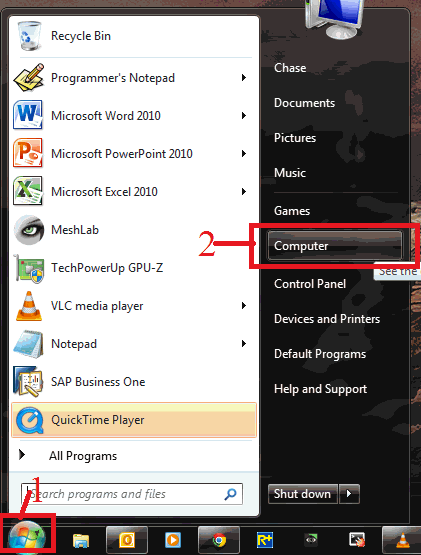 Recycle Bin
Programmer's Notepad
Microsoft Word 2010
Microsoft PowerPoint 2010
Microsoft Excel 2010
MeshLab
TechPowerUp GPU-Z
VLC media player
Notepad
SAP Business One
QuickTime Player
All Programs
Search programs and files
1
Chase
Documents
Pictures
Music
Games
2
Computer
See the
Control Panel
Devices and Printers
Default Programs
Help and Support
Shut down